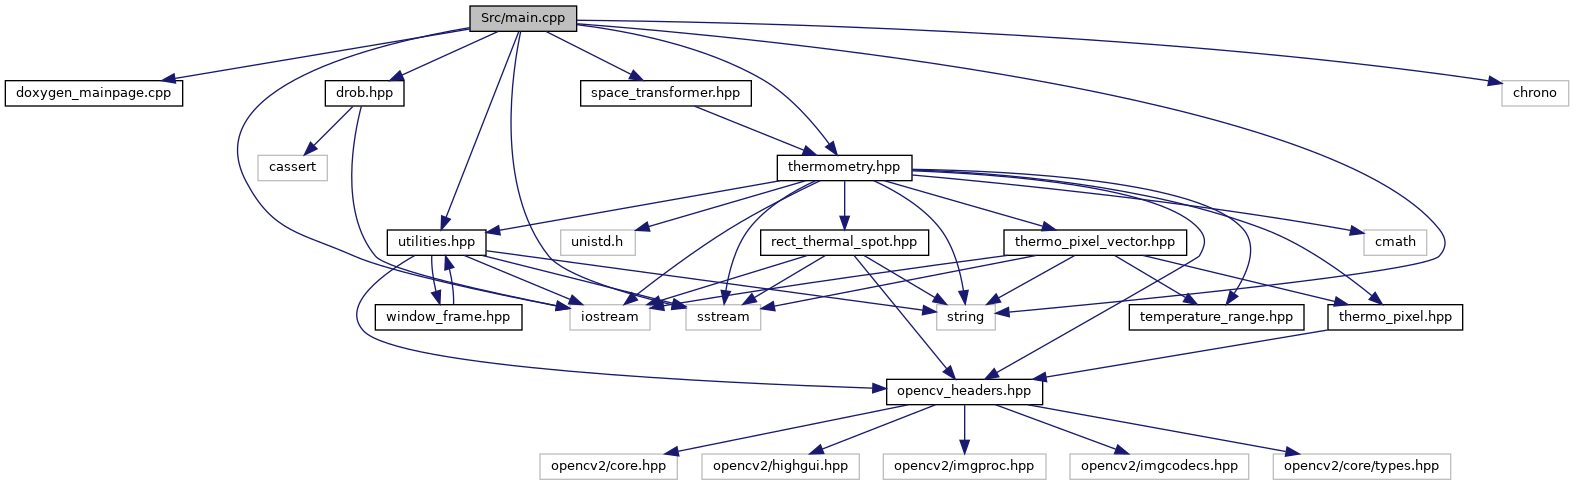 Src/main.cpp
doxygen_mainpage.cpp
drob.hpp
space_transformer.hpp
chrono
cassert
thermometry.hpp
utilities.hpp
unistd.h
rect_thermal_spot.hpp
thermo_pixel_vector.hpp
cmath
window_frame.hpp
iostream
sstream
string
temperature_range.hpp
thermo_pixel.hpp
opencv_headers.hpp
opencv2/core.hpp
opencv2/highgui.hpp
opencv2/imgproc.hpp
opencv2/imgcodecs.hpp
opencv2/core/types.hpp